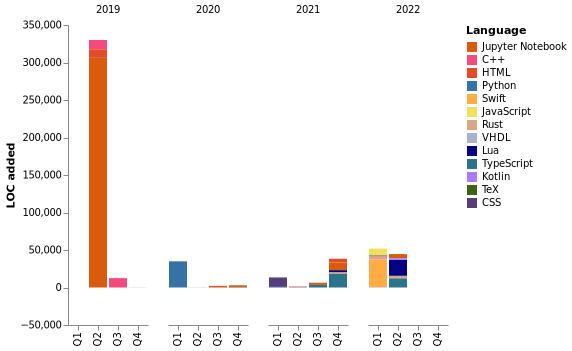 2019 2020 2021 2022
350,000
300,000
250,000
200,000
150,000
100,000
50,000
0
−50,000
LOC added
Q1 Q2 Q3 Q4 Q1 Q2 Q3 Q4 Q1 Q2 Q3 Q4 Q1 Q2 Q3 Q4
Language
Jupyter Notebook
C++
HTML
Python
Swift
JavaScript
Rust
VHDL
Lua
TypeScript
Kotlin
TeX
CSS